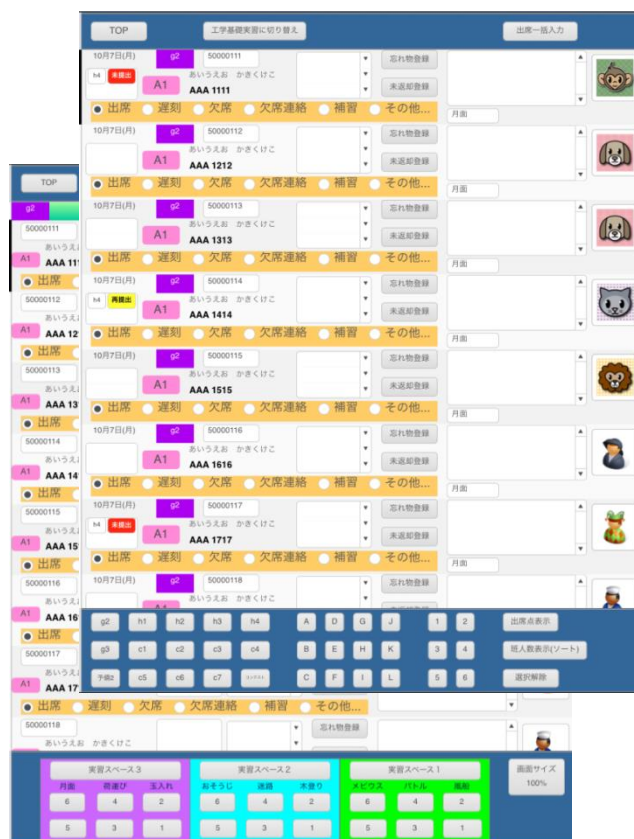 TOP 工学基礎実習に切り替え 出席一括入力
10月7日(月) g2 50000111 忘れ物登録
h4 未提出 A1 あいうえお かきくけこ
AAA 1111 未返却登録
出席 遅刻 欠席 欠席連絡 補習 その他... 月面
10月7日(月) g2 50000112 忘れ物登録
A1 あいうえお かきくけこ
AAA 1212 未返却登録
出席 遅刻 欠席 欠席連絡 補習 その他... 月面
10月7日(月) g2 50000113 忘れ物登録
A1 あいうえお かきくけこ
AAA 1313 未返却登録
出席 遅刻 欠席 欠席連絡 補習 その他... 月面
10月7日(月) g2 50000114 忘れ物登録
h4 再提出 A1 あいうえお かきくけこ
AAA 1414 未返却登録
出席 遅刻 欠席 欠席連絡 補習 その他... 月面
10月7日(月) g2 50000115 忘れ物登録
A1 あいうえお かきくけこ
AAA 1515 未返却登録
出席 遅刻 欠席 欠席連絡 補習 その他... 月面
10月7日(月) g2 50000116 忘れ物登録
A1 あいうえお かきくけこ
AAA 1616 未返却登録
出席 遅刻 欠席 欠席連絡 補習 その他... 月面
10月7日(月) g2 50000117 忘れ物登録
h4 未提出 A1 あいうえお かきくけこ
AAA 1717 未返却登録
出席 遅刻 欠席 欠席連絡 補習 その他... 月面
10月7日(月) g2 50000118 忘れ物登録
あいうえお かきくけこ
g2 h1 h2 h3 h4 A D G J 1 2 出席点表示
g3 c1 c2 c3 c4 B E H K 3 4 班人数表示(ソート)
予備2 c5 c6 c7 C F I L 5 6 選択解除
TOP
g2
50000111
あいうえ
A1 AAA 11
出席
50000112
あいうえ
A1 AAA 12
出席
50000113
あいうえ
A1 AAA 13
出席
50000114
あいうえ
A1 AAA 14
出席
50000115
あいうえ
A1 AAA 15
出席
50000116
あいうえ
A1 AAA 16
出席
50000117
あいうえ
A1 AAA 17
出席 遅刻 欠席 欠席連絡 補習 その他...
50000118 忘れ物登録
あいうえお かきくけこ
実習スペース3 実習スペース2 実習スペース1 画面サイズ
100%
月面 荷運び 玉入れ おそうじ 迷路 木登り メビウス バトル 風船
6 4 2 6 4 2 6 4 2
5 3 1 5 3 1 5 3 1